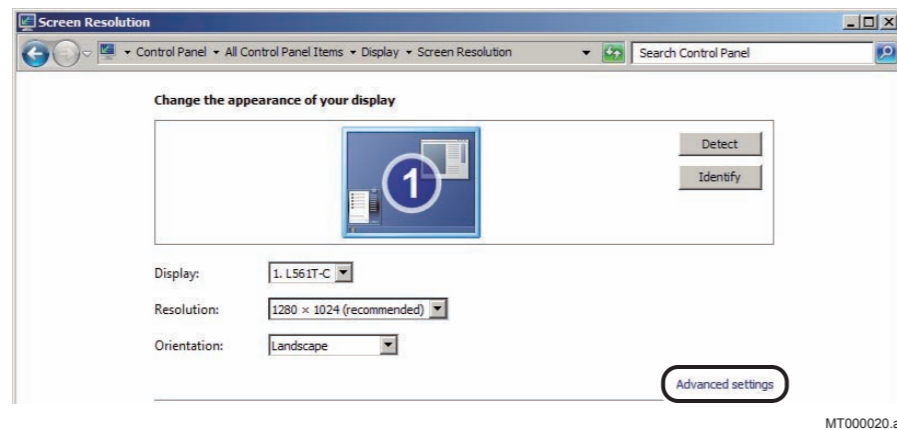 Screen Resolution
Control Panel All Control Panel Items Display Screen Resolution Search Control Panel
Change the appearance of your display
1
Detect
Identify
Display: 1. L561T-C
Resolution: 1280 × 1024 (recommended)
Orientation: Landscape
Advanced settings
MT000020.a